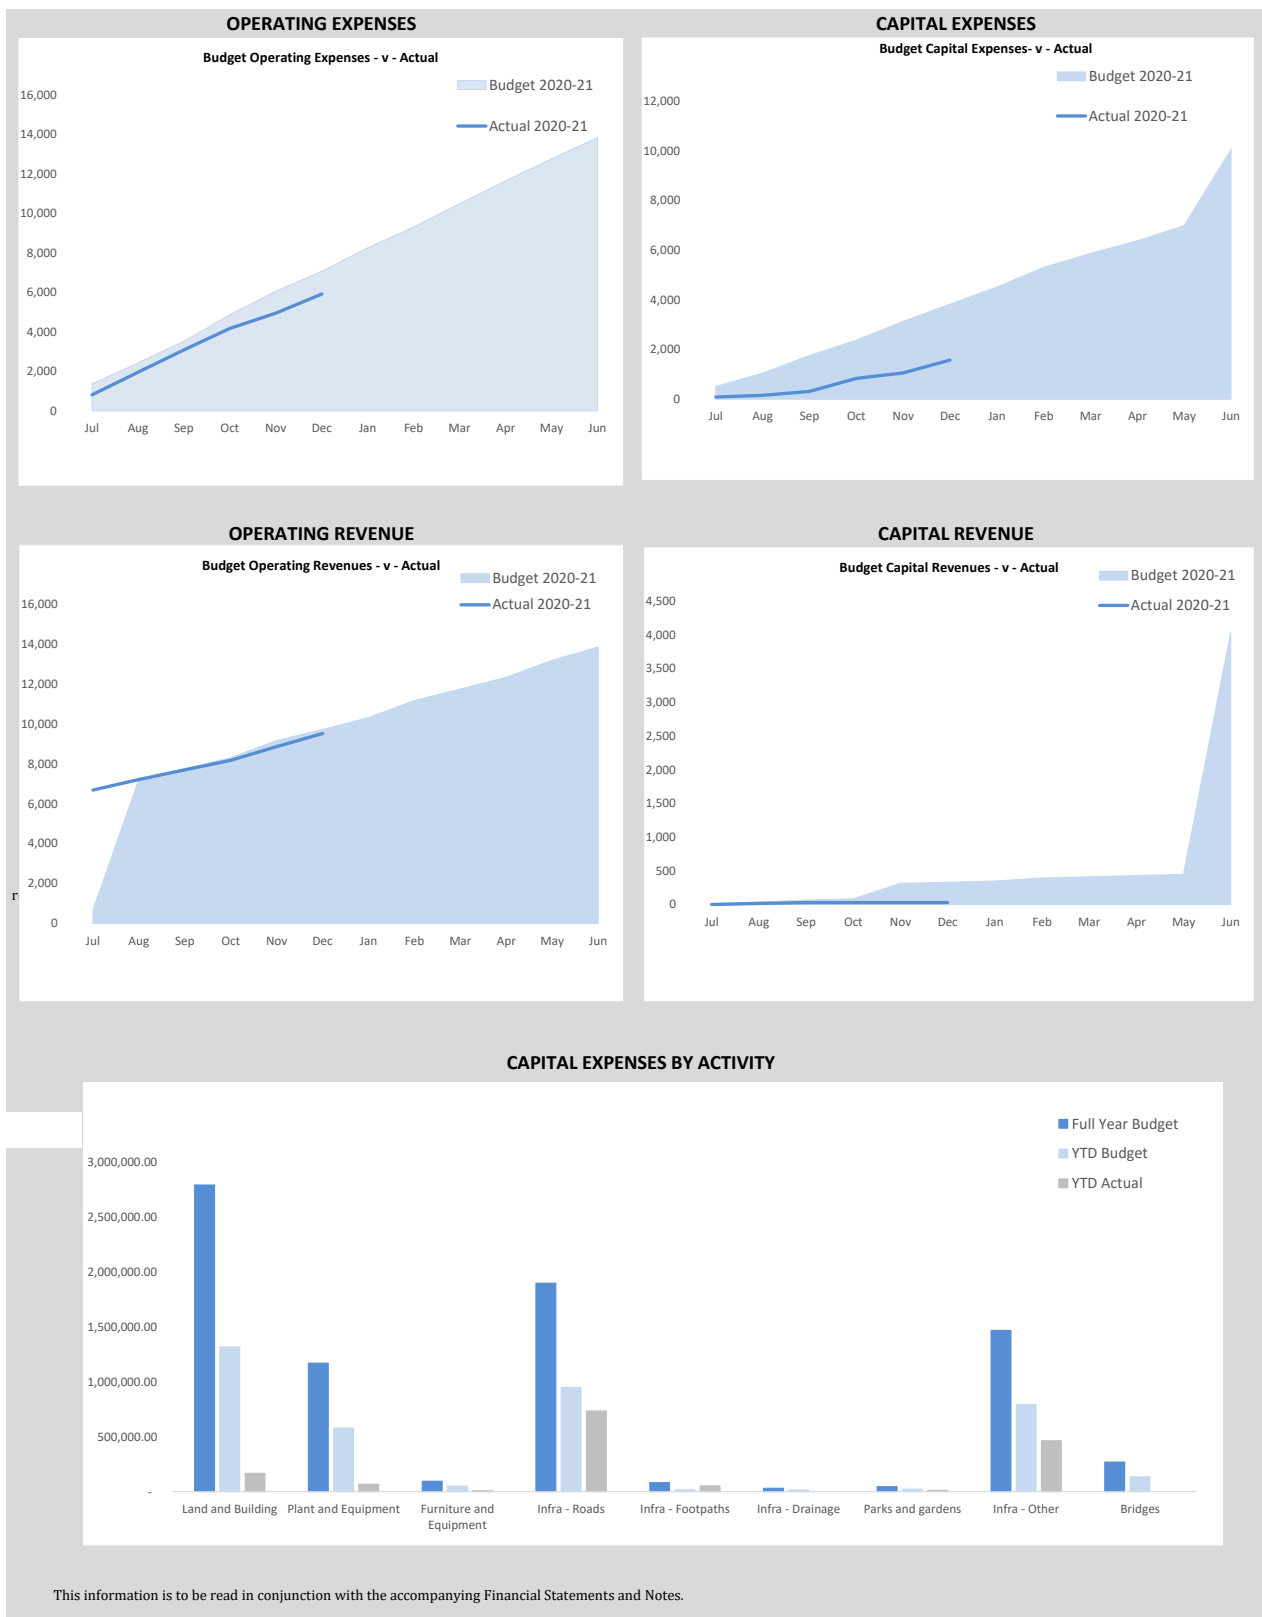 OPERATING EXPENSES
Budget Operating Expenses - v - Actual
Budget 2020-21
Actual 2020-21
16,000
14,000
12,000
10,000
8,000
6,000
4,000
2,000
0
Jul Aug Sep Oct Nov Dec Jan Feb Mar Apr May Jun
CAPITAL EXPENSES
Budget Capital Expenses- v - Actual
Budget 2020-21
Actual 2020-21
12,000
10,000
8,000
6,000
4,000
2,000
0
Jul Aug Sep Oct Nov Dec Jan Feb Mar Apr May Jun
OPERATING REVENUE
Budget Operating Revenues - v - Actual
Budget 2020-21
Actual 2020-21
16,000
14,000
12,000
10,000
8,000
6,000
4,000
2,000
0
Jul Aug Sep Oct Nov Dec Jan Feb Mar Apr May Jun
CAPITAL REVENUE
Budget Capital Revenues - v - Actual
Budget 2020-21
Actual 2020-21
4,500
4,000
3,500
3,000
2,500
2,000
1,500
1,000
500
0
Jul Aug Sep Oct Nov Dec Jan Feb Mar Apr May Jun
CAPITAL EXPENSES BY ACTIVITY
Full Year Budget
YTD Budget
YTD Actual
3,000,000.00
2,500,000.00
2,000,000.00
1,500,000.00
1,000,000.00
500,000.00
-
Land and Building Plant and Equipment Furniture and Infra - Roads Infra - Footpaths Infra - Drainage Parks and gardens Infra - Other Bridges
Equipment
This information is to be read in conjunction with the accompanying Financial Statements and Notes.